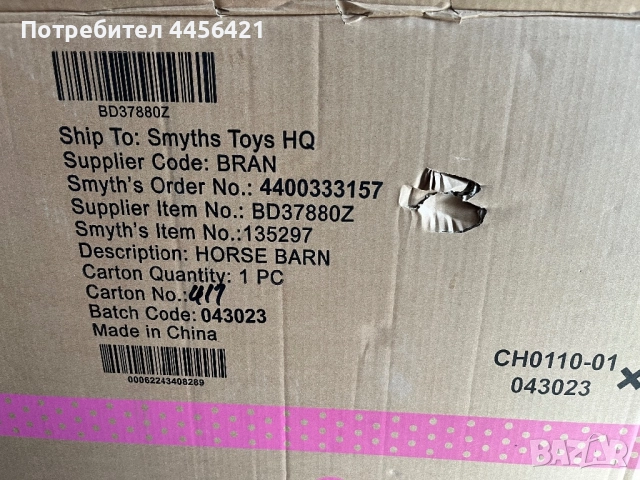 Потребител 4456421
BD37880Z
Ship To: Smyths Toys HQ
Supplier Code: BRAN
Smyth's Order No.: 4400333157
Supplier Item No.: BD37880Z
Smyth's Item No.:135297
Description: HORSE BARN
Carton Quantity: 1 PC
Carton No.:417
Batch Code: 043023
Made in China
00062243408289
CH0110-01
043023
BAZAR